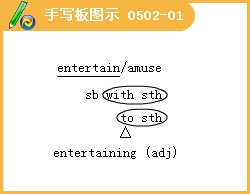 手写板图示 0502-01
entertain/amuse
sb with sth
to sth
entertaining (adj)